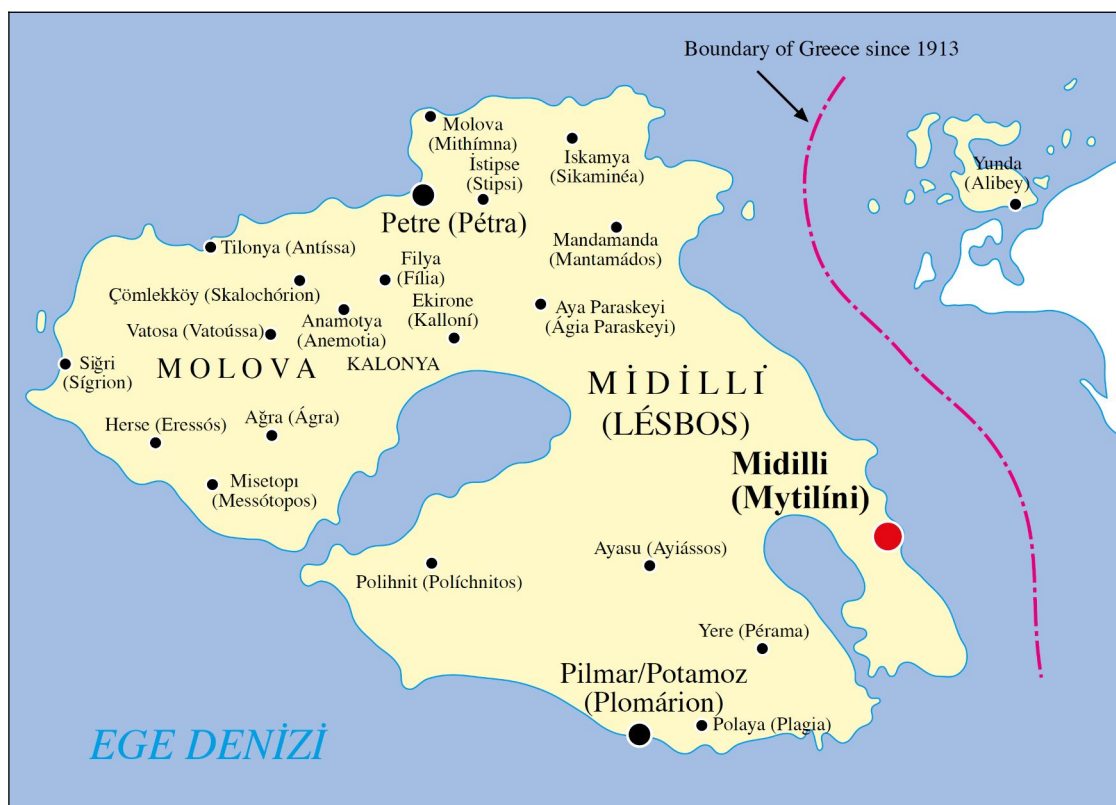 Boundary of Greece since 1913
Molova
(Mithímna)
İstipse
(Stipsi)
Iskamya
(Sikaminéa)
Yunda
(Alibey)
Petre (Pétra)
Mandamanda
(Mantamádos)
Tilonya (Antíssa)
Filya
(Fília)
Çömlekköy (Skalochórion)
Ekirone
(Kalloní)
Aya Paraskeyi
(Ágia Paraskeyi)
Anamotya
(Anemotia)
Vatosa (Vatoússa)
Siğri
(Sígrion)
MOLOVA
KALONYA
MİDİLLİ
(LÉSBOS)
Herse (Eressós)
Ağra (Ágra)
Midilli
(Mytilíni)
Misetopı
(Messótopos)
Ayasu (Ayiássos)
Polihnit (Políchnitos)
Yere (Pérama)
Pilmar/Potamoz
(Plomárion)
Polaya (Plagia)
EGE DENİZİ